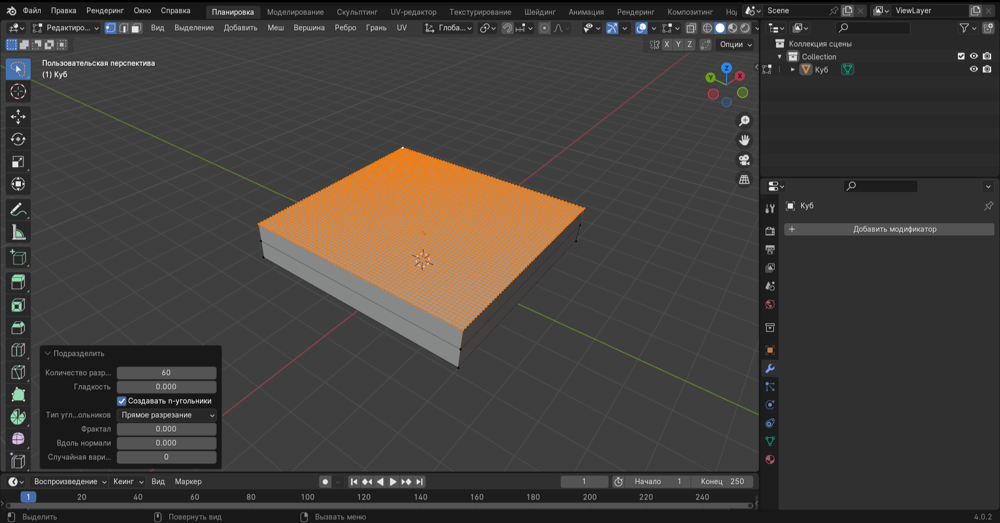 Файл Правка Рендеринг Окно Справка Планировка Моделирование Скульптинг UV-редактор Текстурирование Шейдинг Анимация Рендеринг Композитинг Scene ViewLayer
Редактиро... Вид Выделение Добавить Меш Вершина Ребро Грань UV Глоба...
X Y Z Опции
Пользовательская перспектива
(1) Куб
Z
Y
X
Коллекция сцены
Collection
Куб
Куб
Добавить модификатор
Подразделить
Количество разр... 60
Гладкость 0.000
Создавать n-угольники
Тип угл...ольников Прямое разрезание
Фрактал 0.000
Вдоль нормали 0.000
Случайная вари... 0
Воспроизведение Кеинг Вид Маркер 1 Начало 1 Конец 250
1 20 40 60 80 100 120 140 160 180 200 220 240
Выделить Повернуть вид Вызвать меню 4.0.2